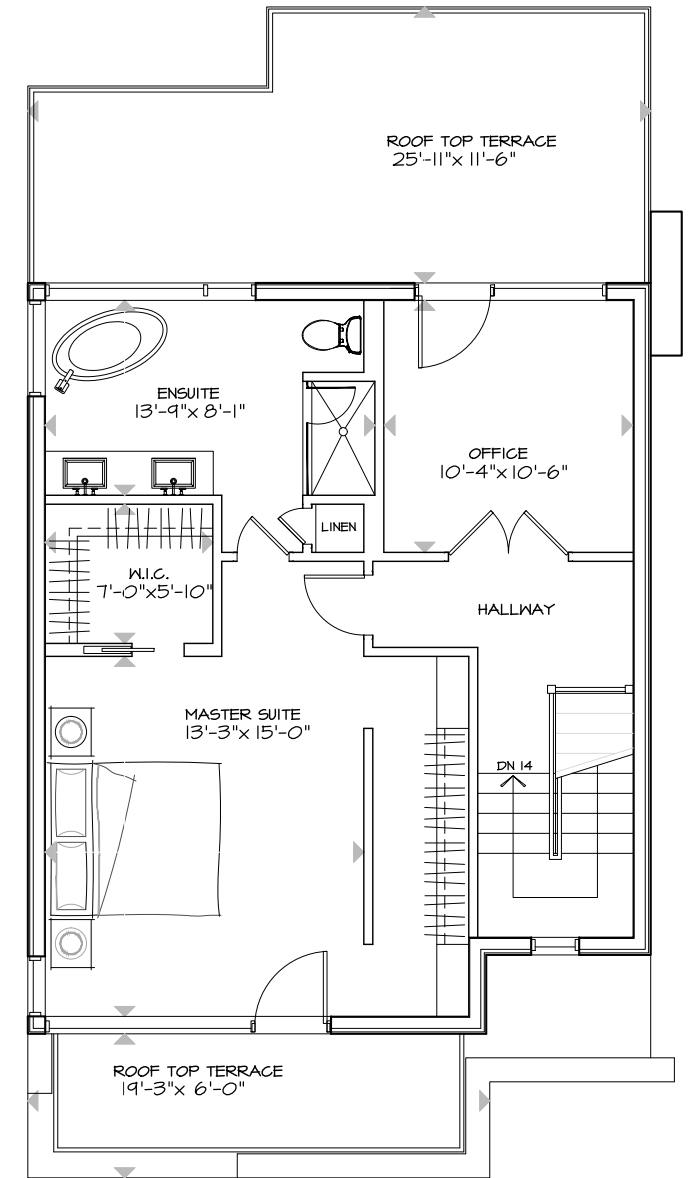 ROOF TOP TERRACE
25'-11"x 11'-6"
ENSUITE
13'-9"x 8'-1"
OFFICE
10'-4"x10'-6"
LINEN
W.I.C.
7'-0"x5'-10"
HALLWAY
MASTER SUITE
13'-3"x 15'-0"
DN 14
ROOF TOP TERRACE
19'-3"x 6'-0"